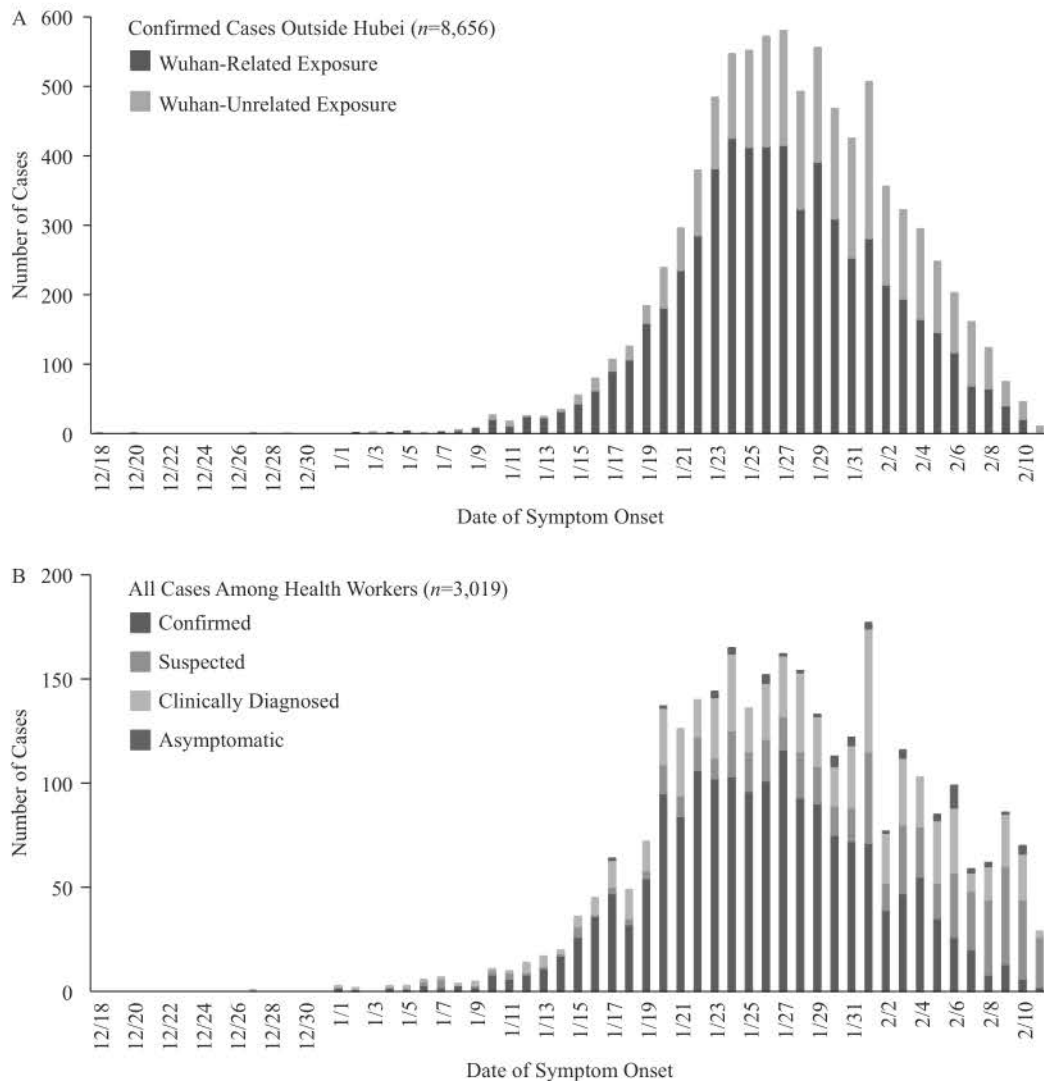 A
Confirmed Cases Outside Hubei (n=8,656)
Wuhan-Related Exposure
Wuhan-Unrelated Exposure
Number of Cases
600
500
400
300
200
100
0
12/18 12/20 12/22 12/24 12/26 12/28 12/30 1/1 1/3 1/5 1/7 1/9 1/11 1/13 1/15 1/17 1/19 1/21 1/23 1/25 1/27 1/29 1/31 2/2 2/4 2/6 2/8 2/10
Date of Symptom Onset
B
All Cases Among Health Workers (n=3,019)
Confirmed
Suspected
Clinically Diagnosed
Asymptomatic
Number of Cases
200
150
100
50
0
12/18 12/20 12/22 12/24 12/26 12/28 12/30 1/1 1/3 1/5 1/7 1/9 1/11 1/13 1/15 1/17 1/19 1/21 1/23 1/25 1/27 1/29 1/31 2/2 2/4 2/6 2/8 2/10
Date of Symptom Onset